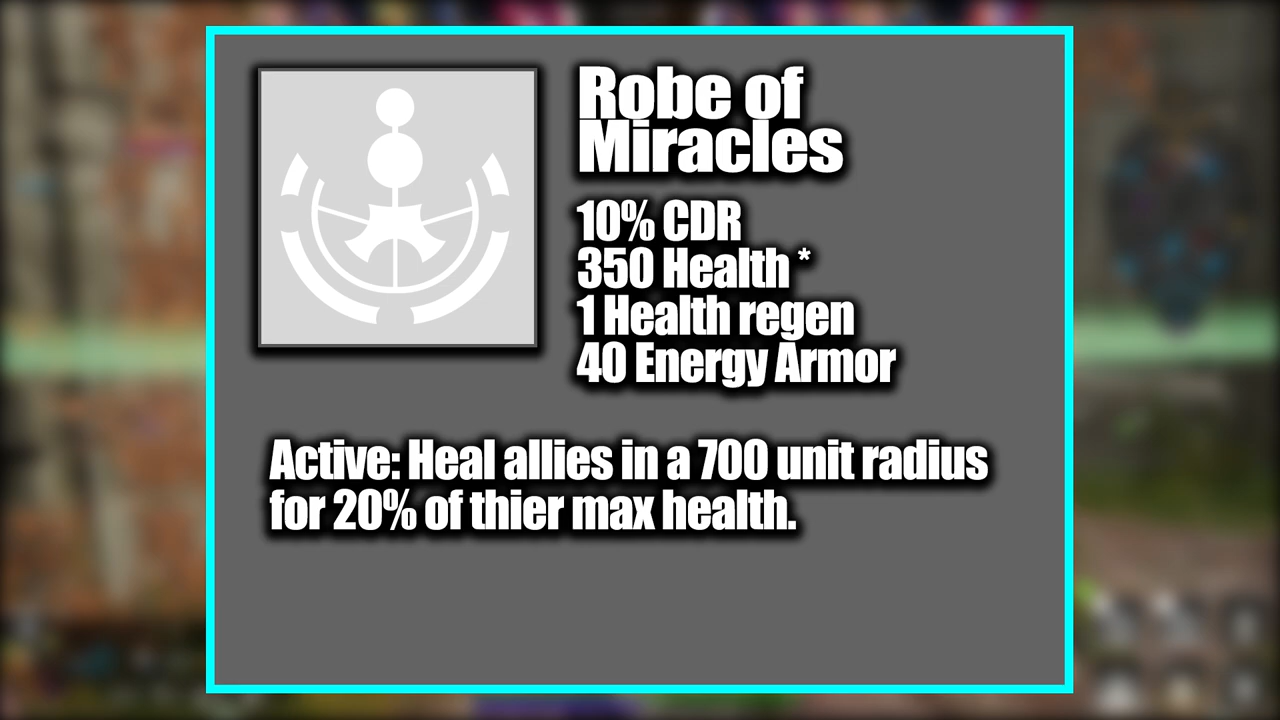 Robe of
Miracles
10% CDR
350 Health *
1 Health regen
40 Energy Armor
Active: Heal allies in a 700 unit radius
for 20% of thier max health.